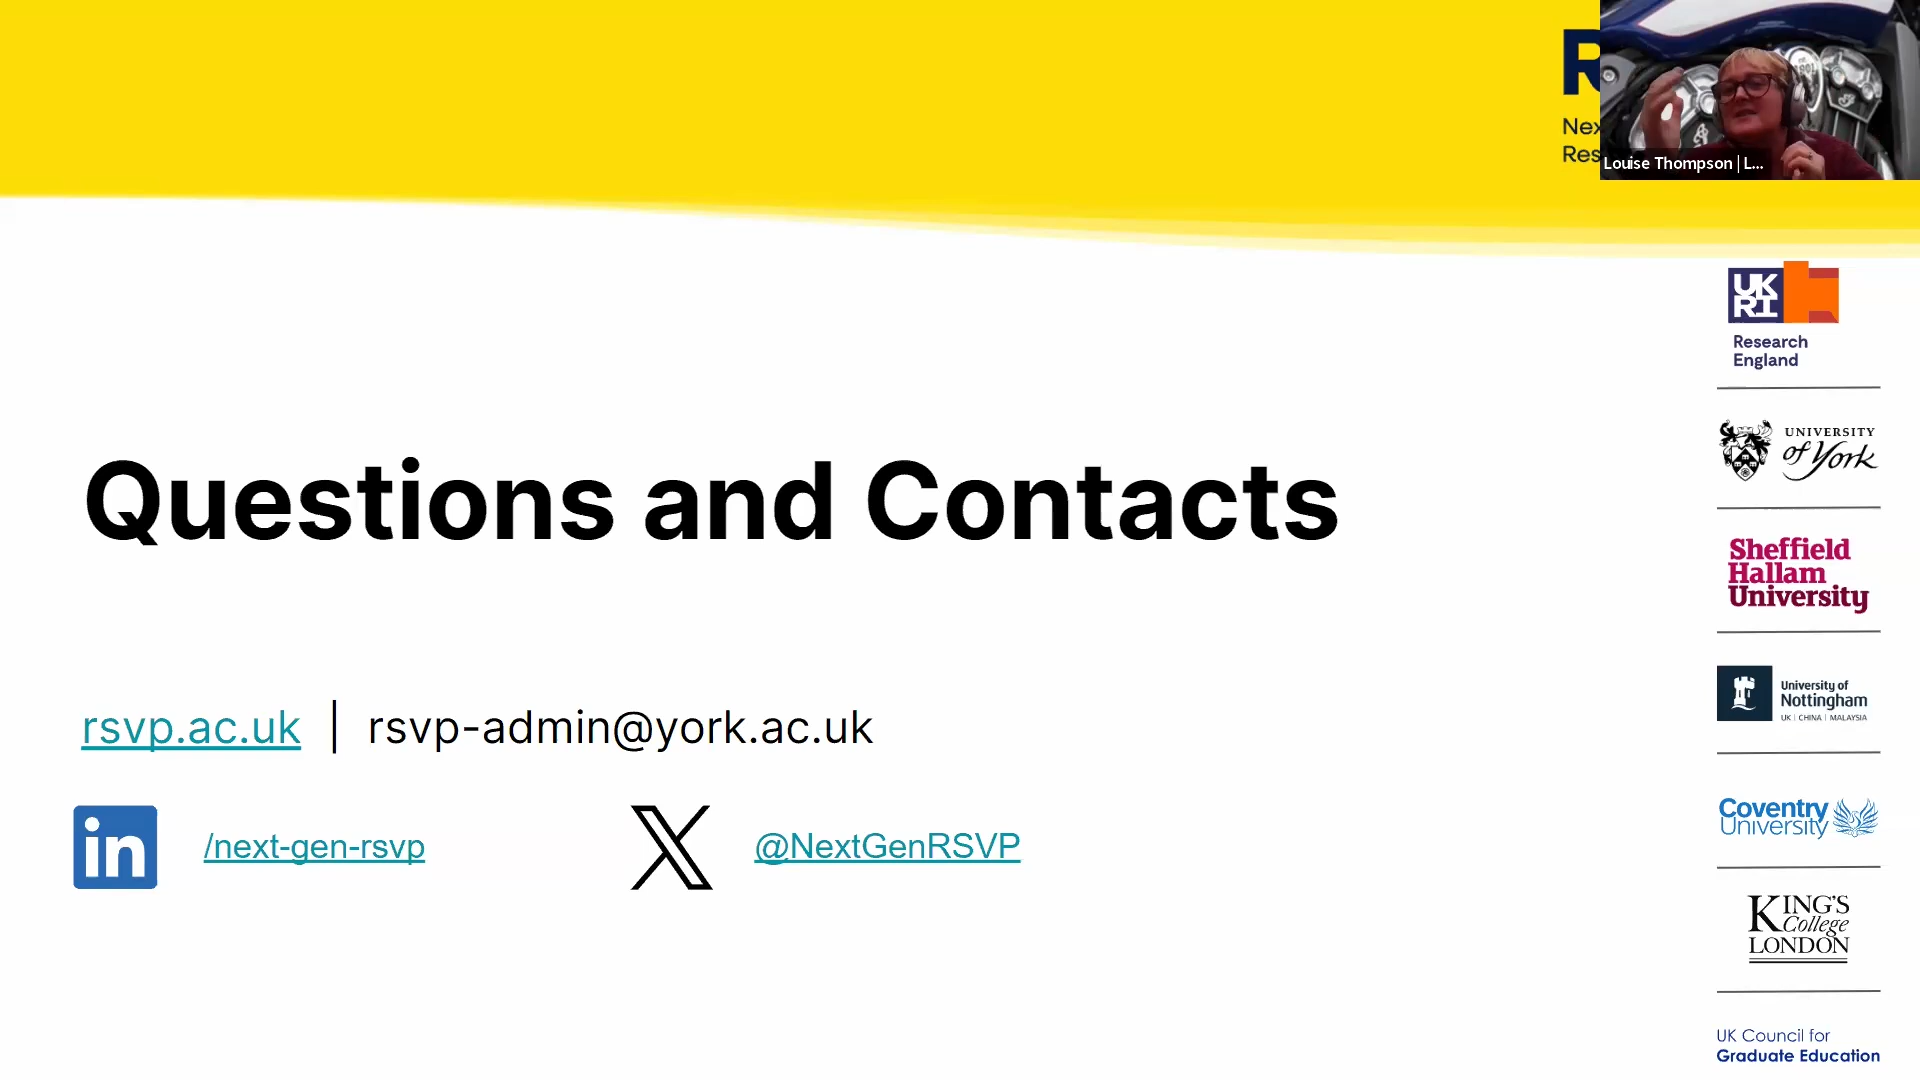 Louise Thompson | L...
UKRI
Research
England
UNIVERSITY
of York
Questions and Contacts
Sheffield
Hallam
University
University of
Nottingham
UK | CHINA | MALAYSIA
rsvp.ac.uk | rsvp-admin@york.ac.uk
/next-gen-rsvp
@NextGenRSVP
Coventry
University
KING'S
College
LONDON
UK Council for
Graduate Education